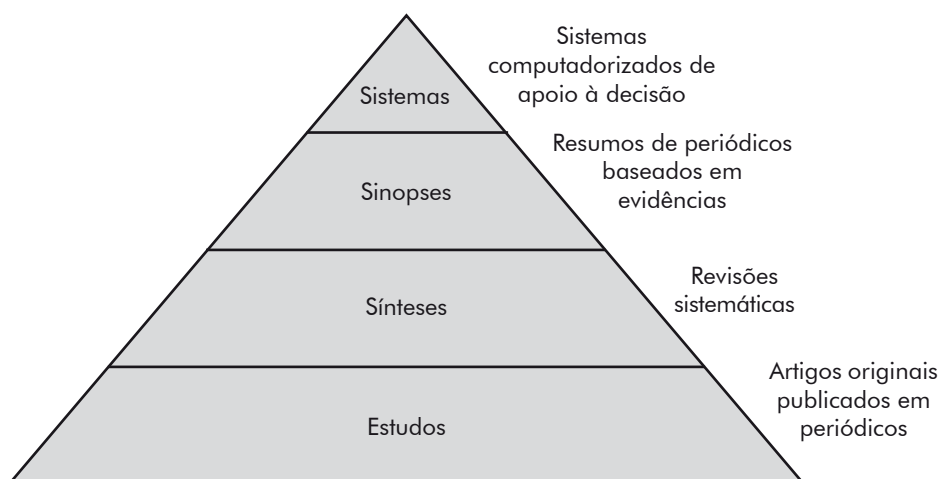 Sistemas
Sistemas
computadorizados de
apoio à decisão
Sinopses
Resumos de periódicos
baseados em
evidências
Sínteses
Revisões
sistemáticas
Estudos
Artigos originais
publicados em
periódicos